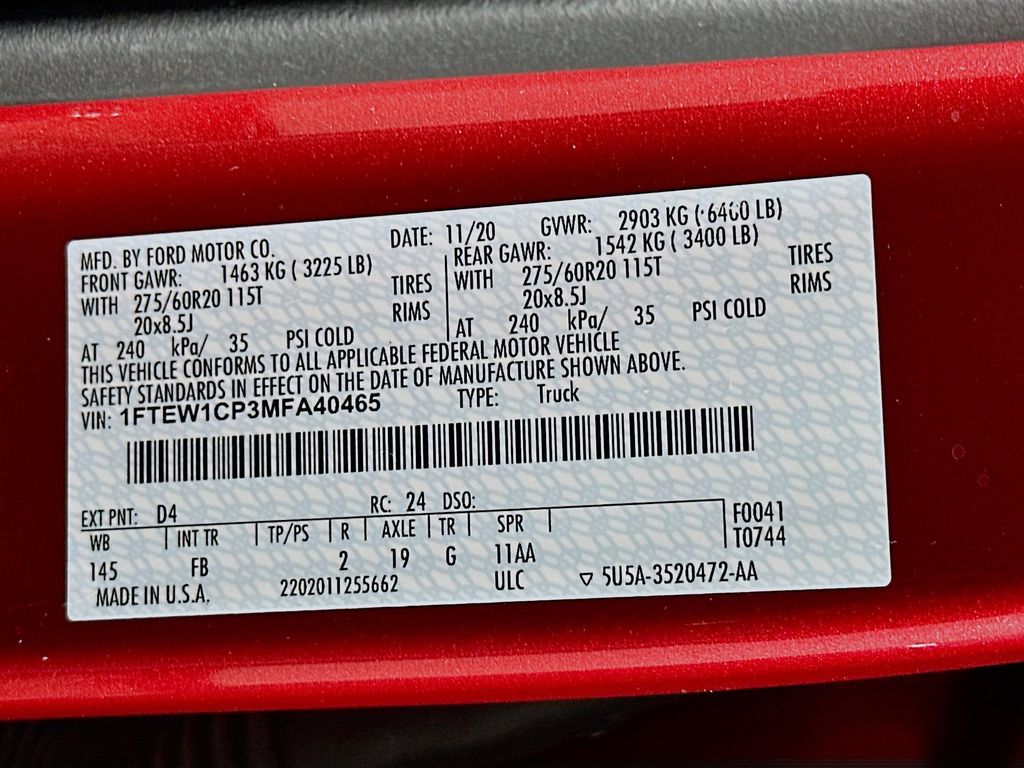 MFD. BY FORD MOTOR CO. DATE: 11/20 GVWR: 2903 KG ( 6400 LB)
FRONT GAWR: 1463 KG ( 3225 LB) REAR GAWR: 1542 KG ( 3400 LB)
WITH 275/60R20 115T TIRES WITH 275/60R20 115T TIRES
20x8.5J RIMS 20x8.5J RIMS
AT 240 kPa/ 35 PSI COLD AT 240 kPa/ 35 PSI COLD
THIS VEHICLE CONFORMS TO ALL APPLICABLE FEDERAL MOTOR VEHICLE
SAFETY STANDARDS IN EFFECT ON THE DATE OF MANUFACTURE SHOWN ABOVE.
VIN: 1FTEW1CP3MFA40465 TYPE: Truck
EXT PNT: D4 RC: 24 DSO:
WB INT TR TP/PS R AXLE TR SPR F0041
T0744
145 FB 2 19 G 11AA
MADE IN U.S.A. 2202011255662 ULC ▽ 5U5A-3520472-AA